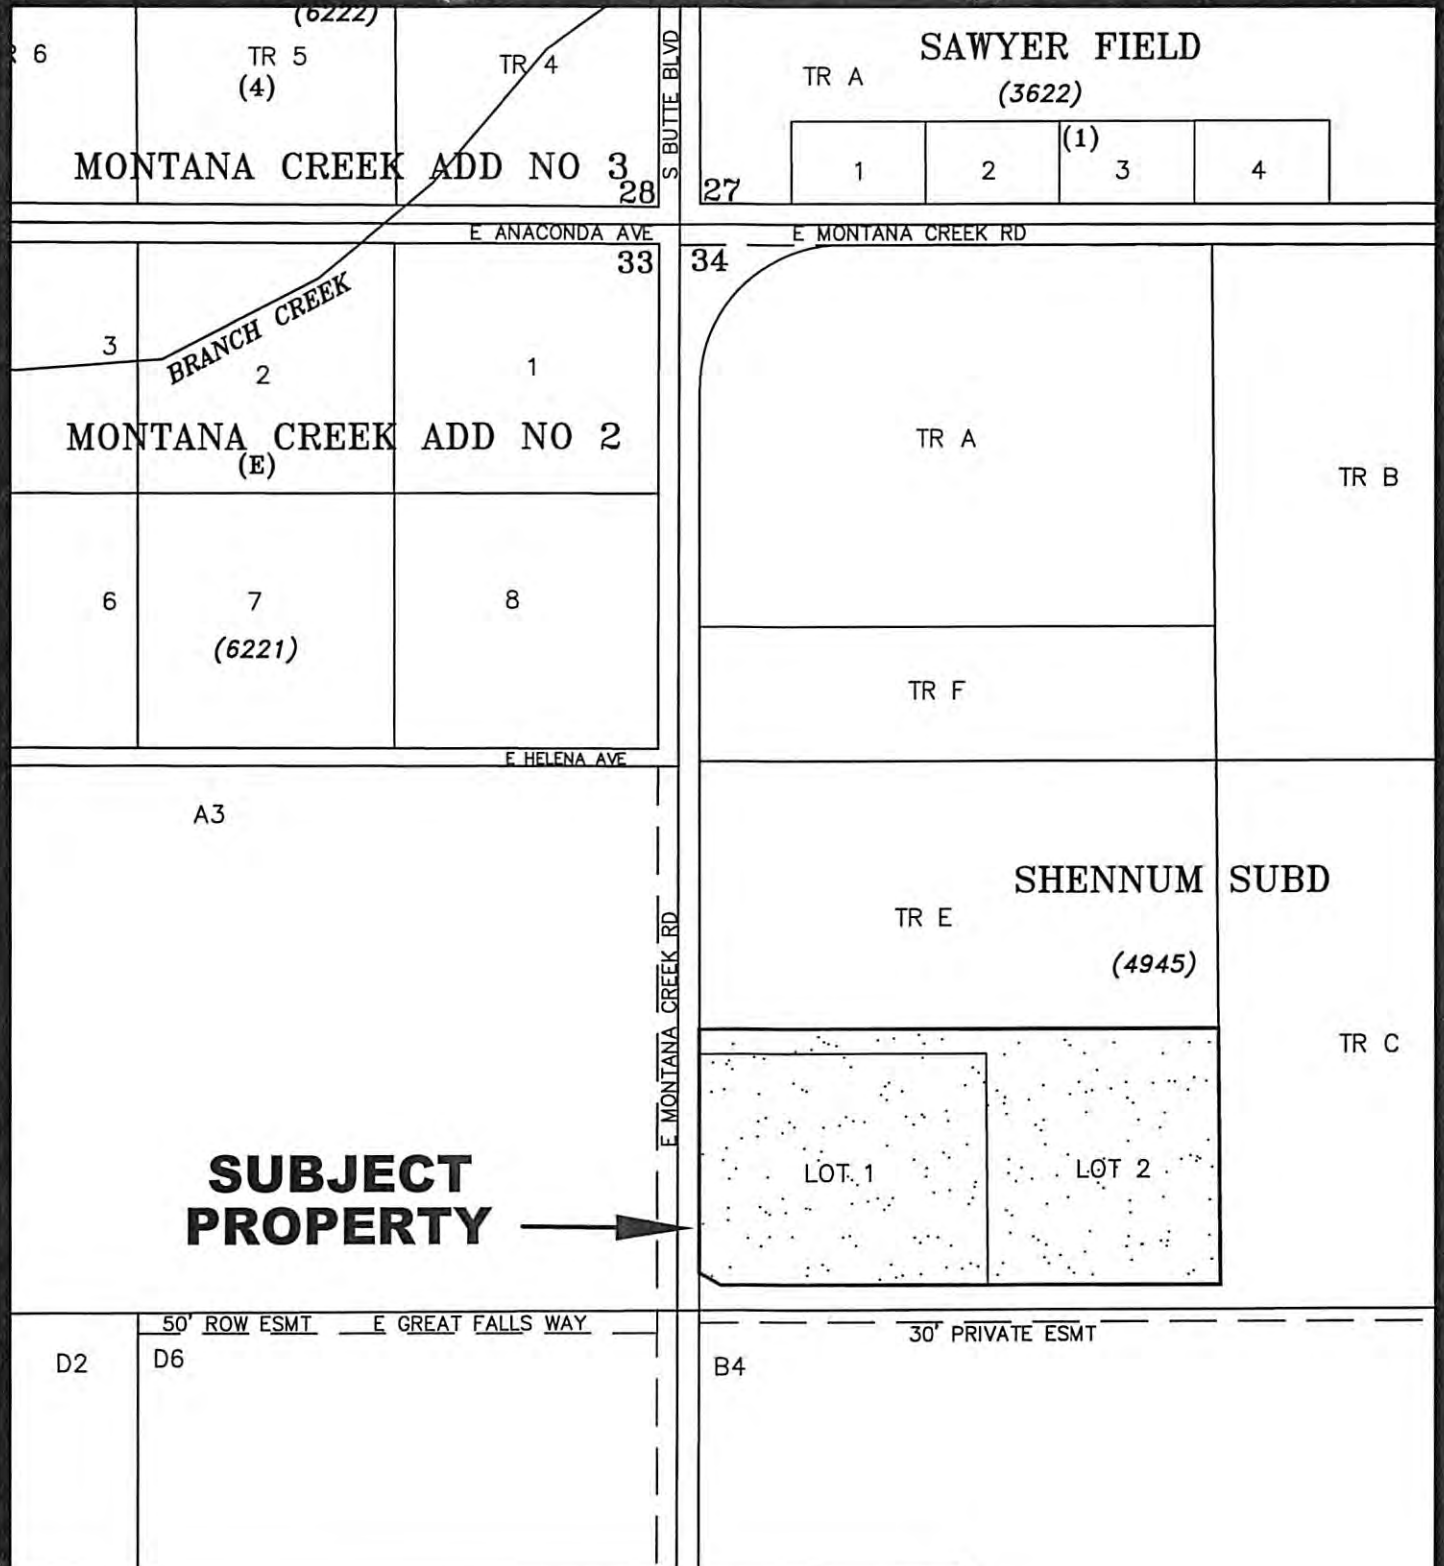 (6222)
6
TR 5
(4)
TR 4
S BUTTE BLVD
SAWYER FIELD
TR A
(3622)
(1)
1
2
3
4
MONTANA CREEK ADD NO 3
28
27
E ANACONDA AVE
E MONTANA CREEK RD
33
34
BRANCH CREEK
3
2
1
MONTANA CREEK ADD NO 2
(E)
TR A
TR B
6
7
8
(6221)
TR F
E HELENA AVE
A3
SHENNUM SUBD
TR E
(4945)
E MONTANA CREEK RD
TR C
SUBJECT
PROPERTY
LOT 1
LOT 2
50' ROW ESMT
E GREAT FALLS WAY
30' PRIVATE ESMT
D2
D6
B4